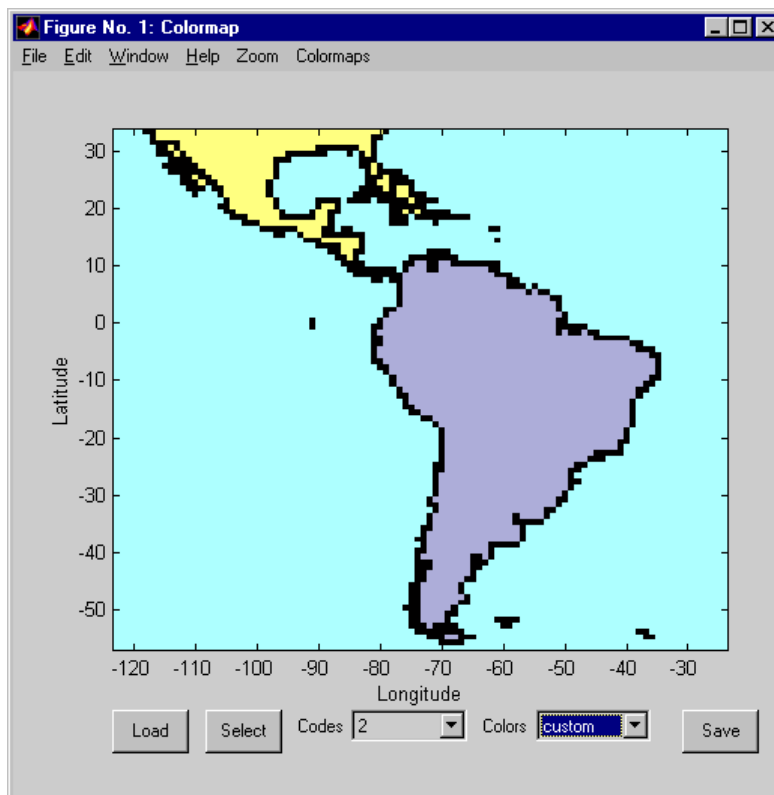 Figure No. 1: Colormap
File Edit Window Help Zoom Colormaps
30
20
10
0
-10
-20
-30
-40
-50
Latitude
-120 -110 -100 -90 -80 -70 -60 -50 -40 -30
Longitude
Load Select Codes 2 Colors custom Save